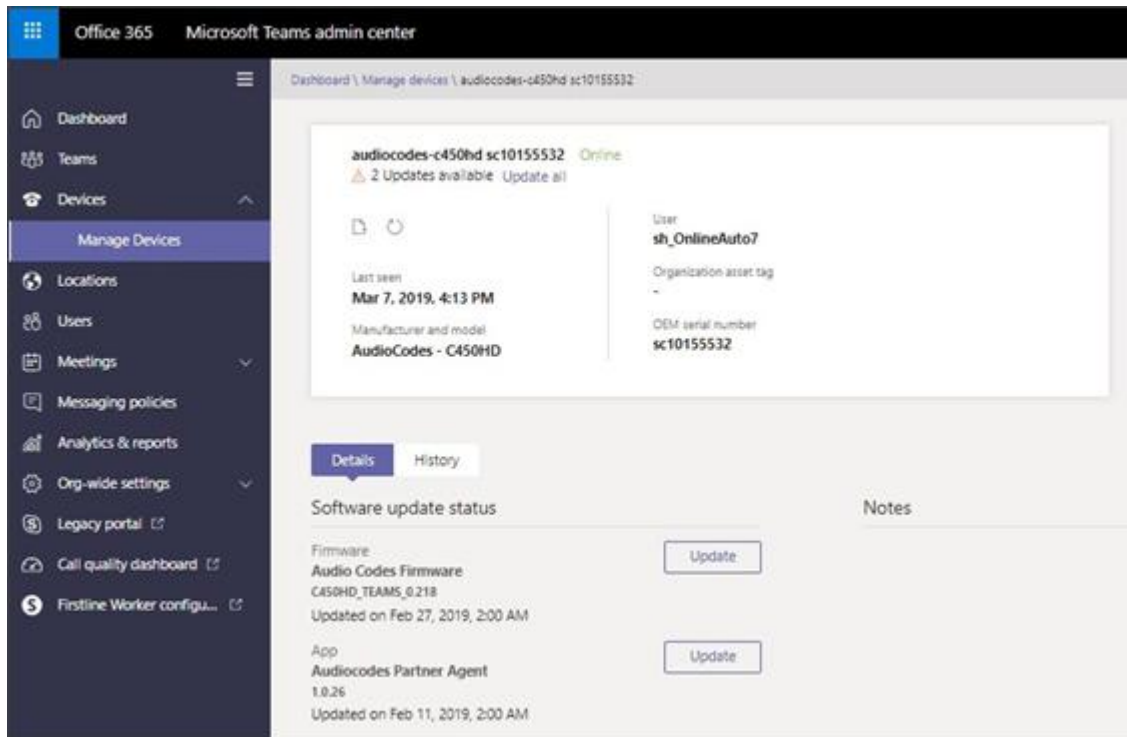 Office 365 Microsoft Teams admin center
Dashboard \ Manage devices \ audiocodes-c450hd sc10155532
Dashboard
Teams
Devices
Manage Devices
Locations
Users
Meetings
Messaging policies
Analytics & reports
Org-wide settings
Legacy portal
Call quality dashboard
Firstline Worker configu...
audiocodes-c450hd sc10155532 Online
2 Updates available Update all
Last seen
Mar 7, 2019, 4:13 PM
Manufacturer and model
AudioCodes - C450HD
User
sh_OnlineAuto7
Organization asset tag
-
OEM serial number
sc10155532
Details History
Software update status
Firmware
Audio Codes Firmware
C450HD_TEAMS_0.218
Updated on Feb 27, 2019, 2:00 AM
Update
App
Audiocodes Partner Agent
1.0.26
Updated on Feb 11, 2019, 2:00 AM
Update
Notes